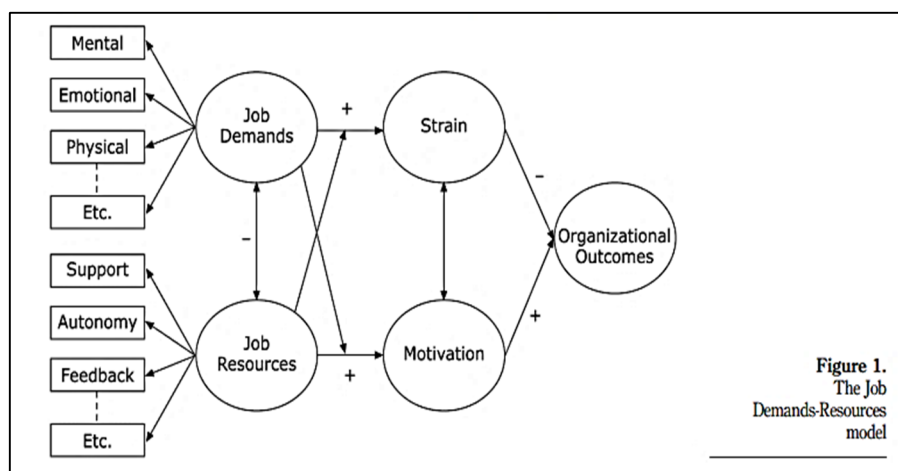 Mental
Emotional
Physical
Etc.
Support
Autonomy
Feedback
Etc.
Job
Demands
Job
Resources
+
–
+
Strain
Motivation
–
+
Organizational
Outcomes
Figure 1.
The Job
Demands-Resources
model